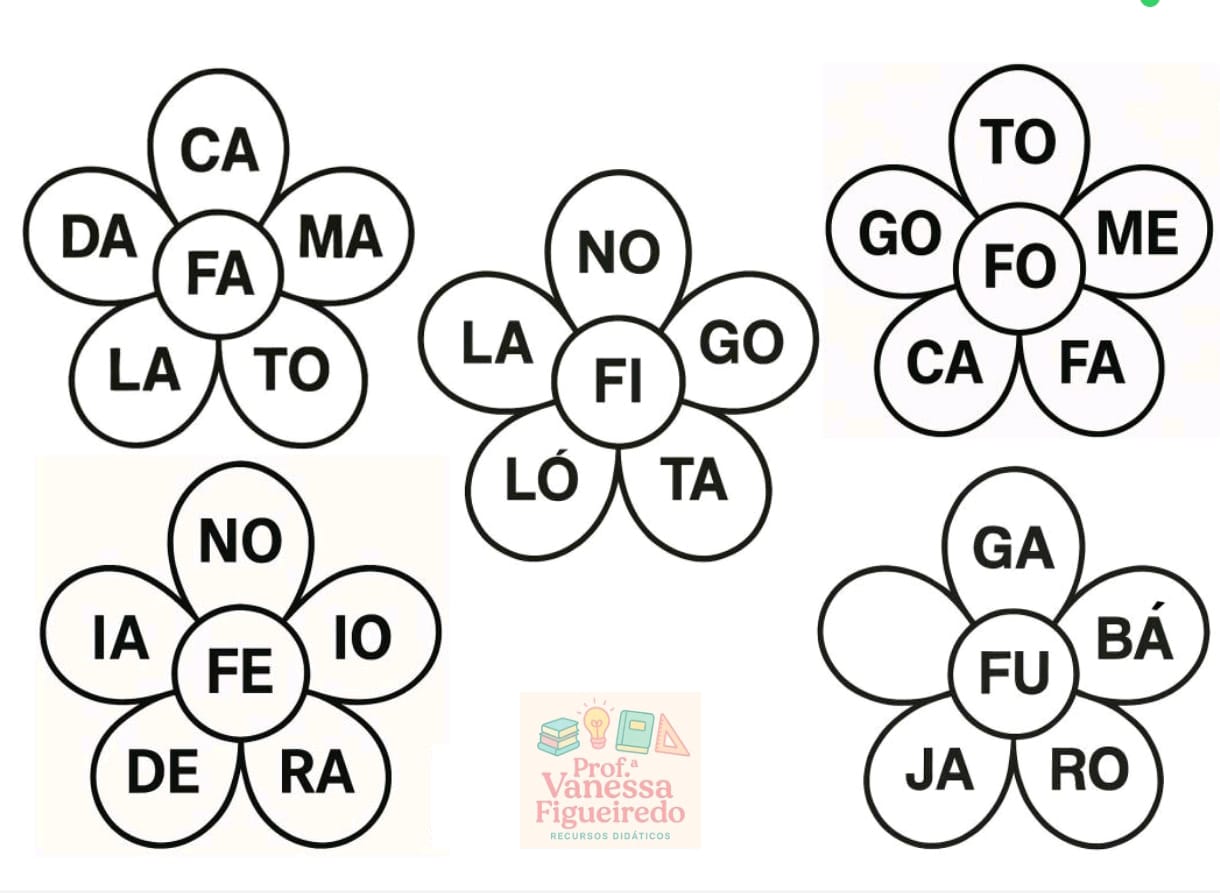 CA
DA
FA
MA
LA
TO
NO
LA
FI
GO
LÓ
TA
TO
GO
FO
ME
CA
FA
NO
IA
FE
IO
DE
RA
GA
FU
BÁ
JA
RO
Prof.ª
Vanessa
Figueiredo
RECURSOS DIDÁTICOS